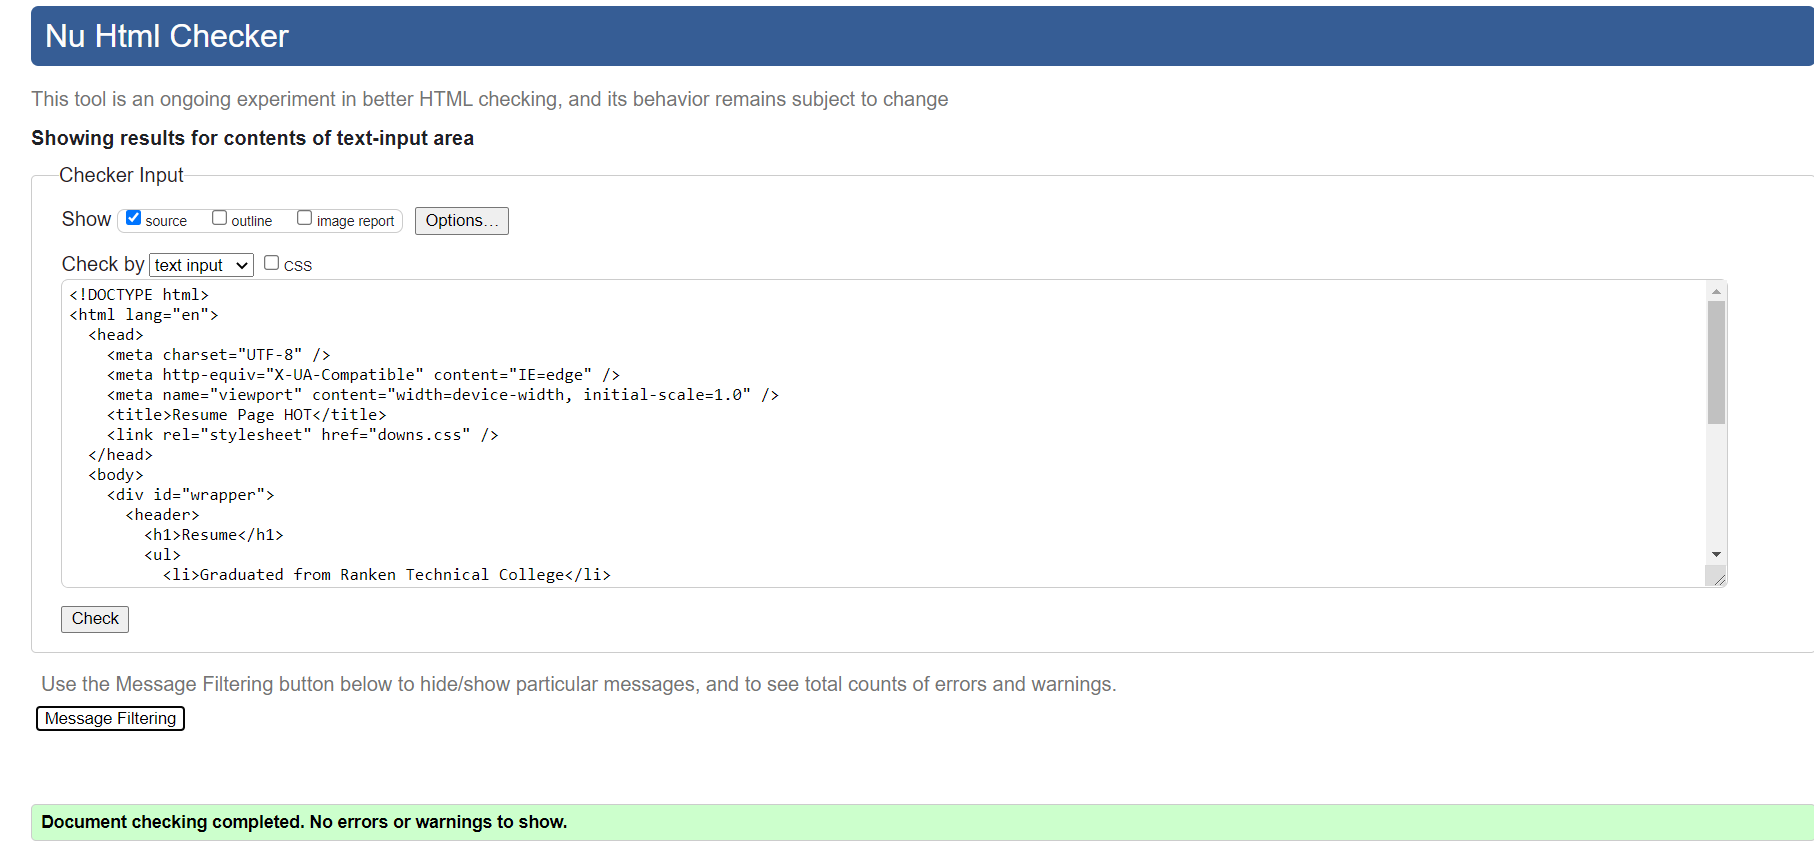 Nu Html Checker
This tool is an ongoing experiment in better HTML checking, and its behavior remains subject to change
Showing results for contents of text-input area
Checker Input
Show source outline image report Options...
Check by text input CSS
<!DOCTYPE html>
<html lang="en">
  <head>
    <meta charset="UTF-8" />
    <meta http-equiv="X-UA-Compatible" content="IE=edge" />
    <meta name="viewport" content="width=device-width, initial-scale=1.0" />
    <title>Resume Page HOT</title>
    <link rel="stylesheet" href="downs.css" />
  </head>
  <body>
    <div id="wrapper">
      <header>
        <h1>Resume</h1>
        <ul>
          <li>Graduated from Ranken Technical College</li>
Check
Use the Message Filtering button below to hide/show particular messages, and to see total counts of errors and warnings.
Message Filtering
Document checking completed. No errors or warnings to show.